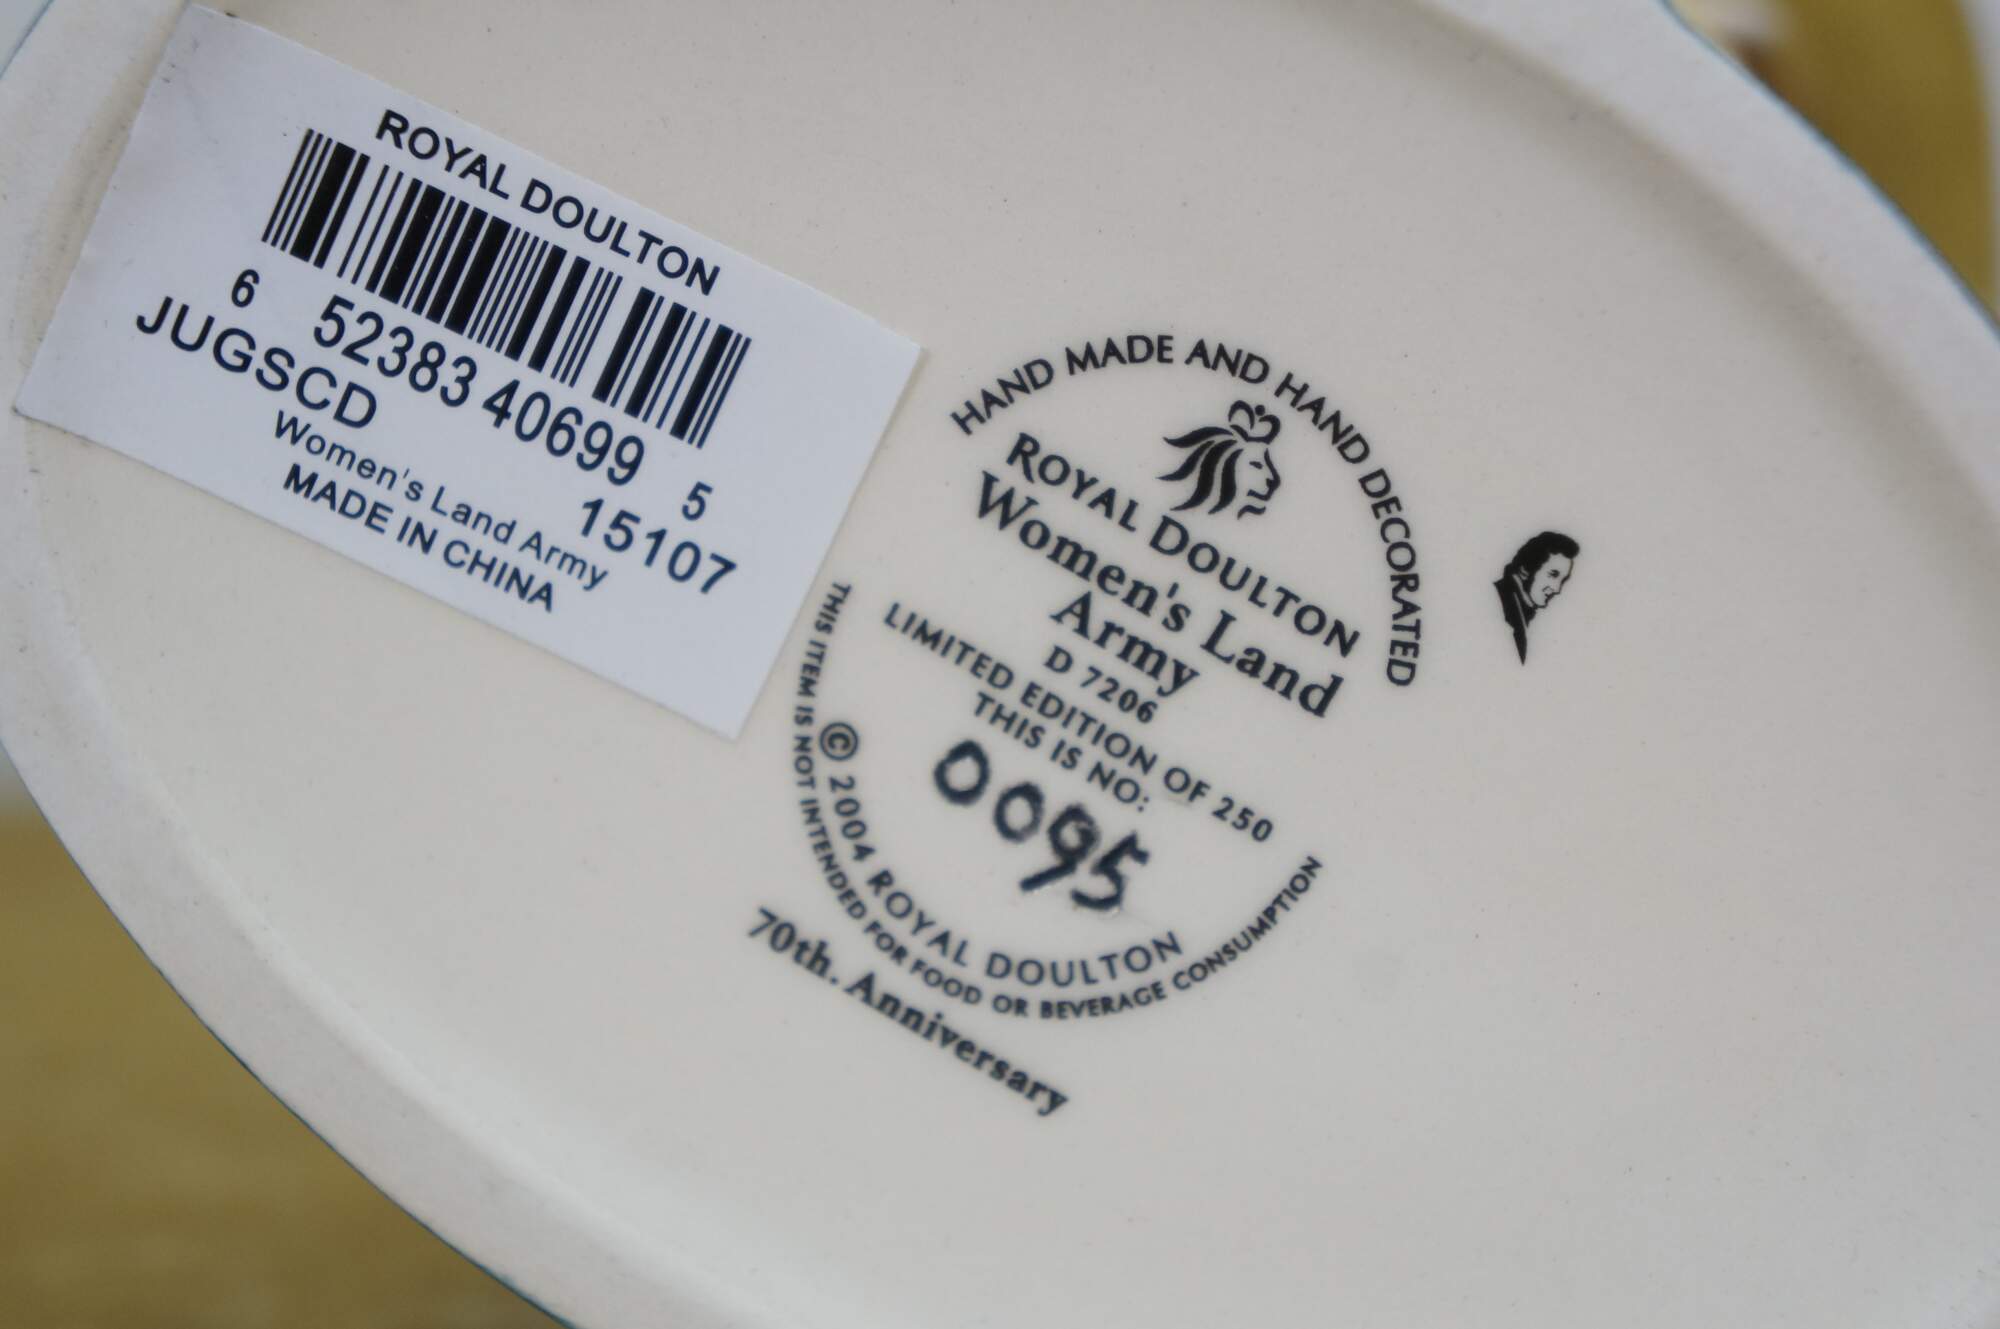 ROYAL DOULTON
6 52383 40699 5
JUGSCD 15107
Women's Land Army
MADE IN CHINA
HAND MADE AND HAND DECORATED
ROYAL DOULTON
Women's Land
Army
D 7206
LIMITED EDITION OF 250
THIS IS NO:
0095
© 2004 ROYAL DOULTON
THIS ITEM IS NOT INTENDED FOR FOOD OR BEVERAGE CONSUMPTION
70th. Anniversary